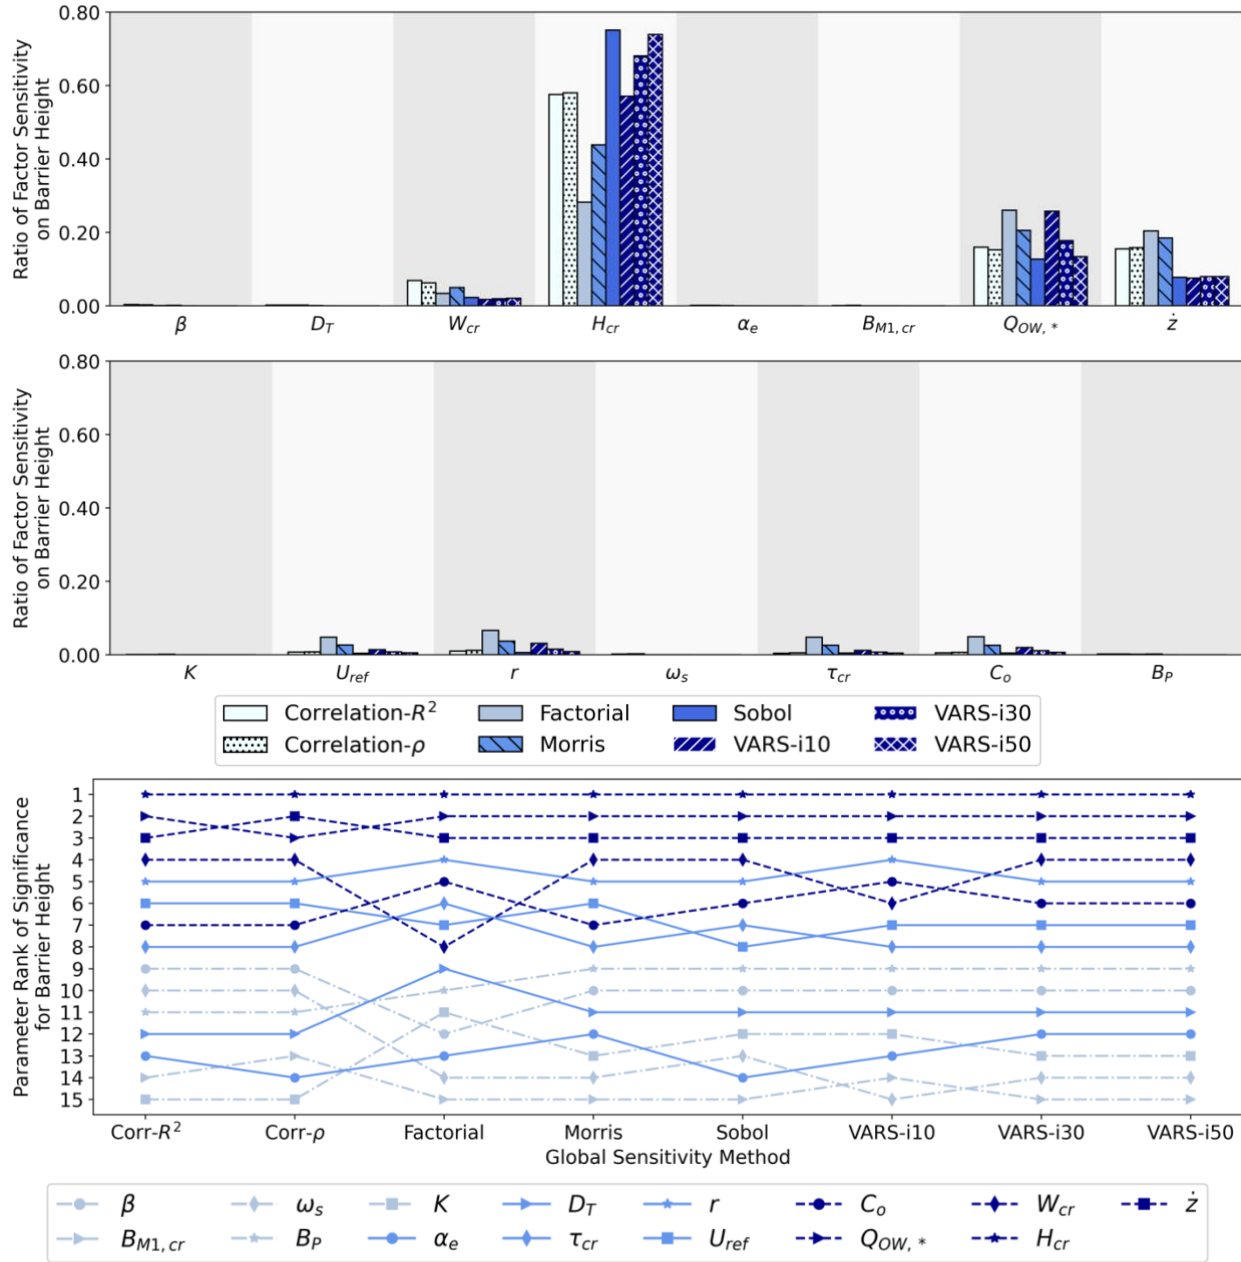 Ratio of Factor Sensitivity
on Barrier Height
0.80
0.60
0.40
0.20
0.00
β D_T W_cr H_cr α_e B_M1,cr Q_OW,* ż
Ratio of Factor Sensitivity
on Barrier Height
0.80
0.60
0.40
0.20
0.00
K U_ref r ω_s τ_cr C_o B_P
Correlation-R² Factorial Sobol VARS-i30
Correlation-ρ Morris VARS-i10 VARS-i50
Parameter Rank of Significance
for Barrier Height
1
2
3
4
5
6
7
8
9
10
11
12
13
14
15
Corr-R² Corr-ρ Factorial Morris Sobol VARS-i10 VARS-i30 VARS-i50
Global Sensitivity Method
β ω_s K D_T r C_o W_cr ż
B_M1,cr B_P α_e τ_cr U_ref Q_OW,* H_cr